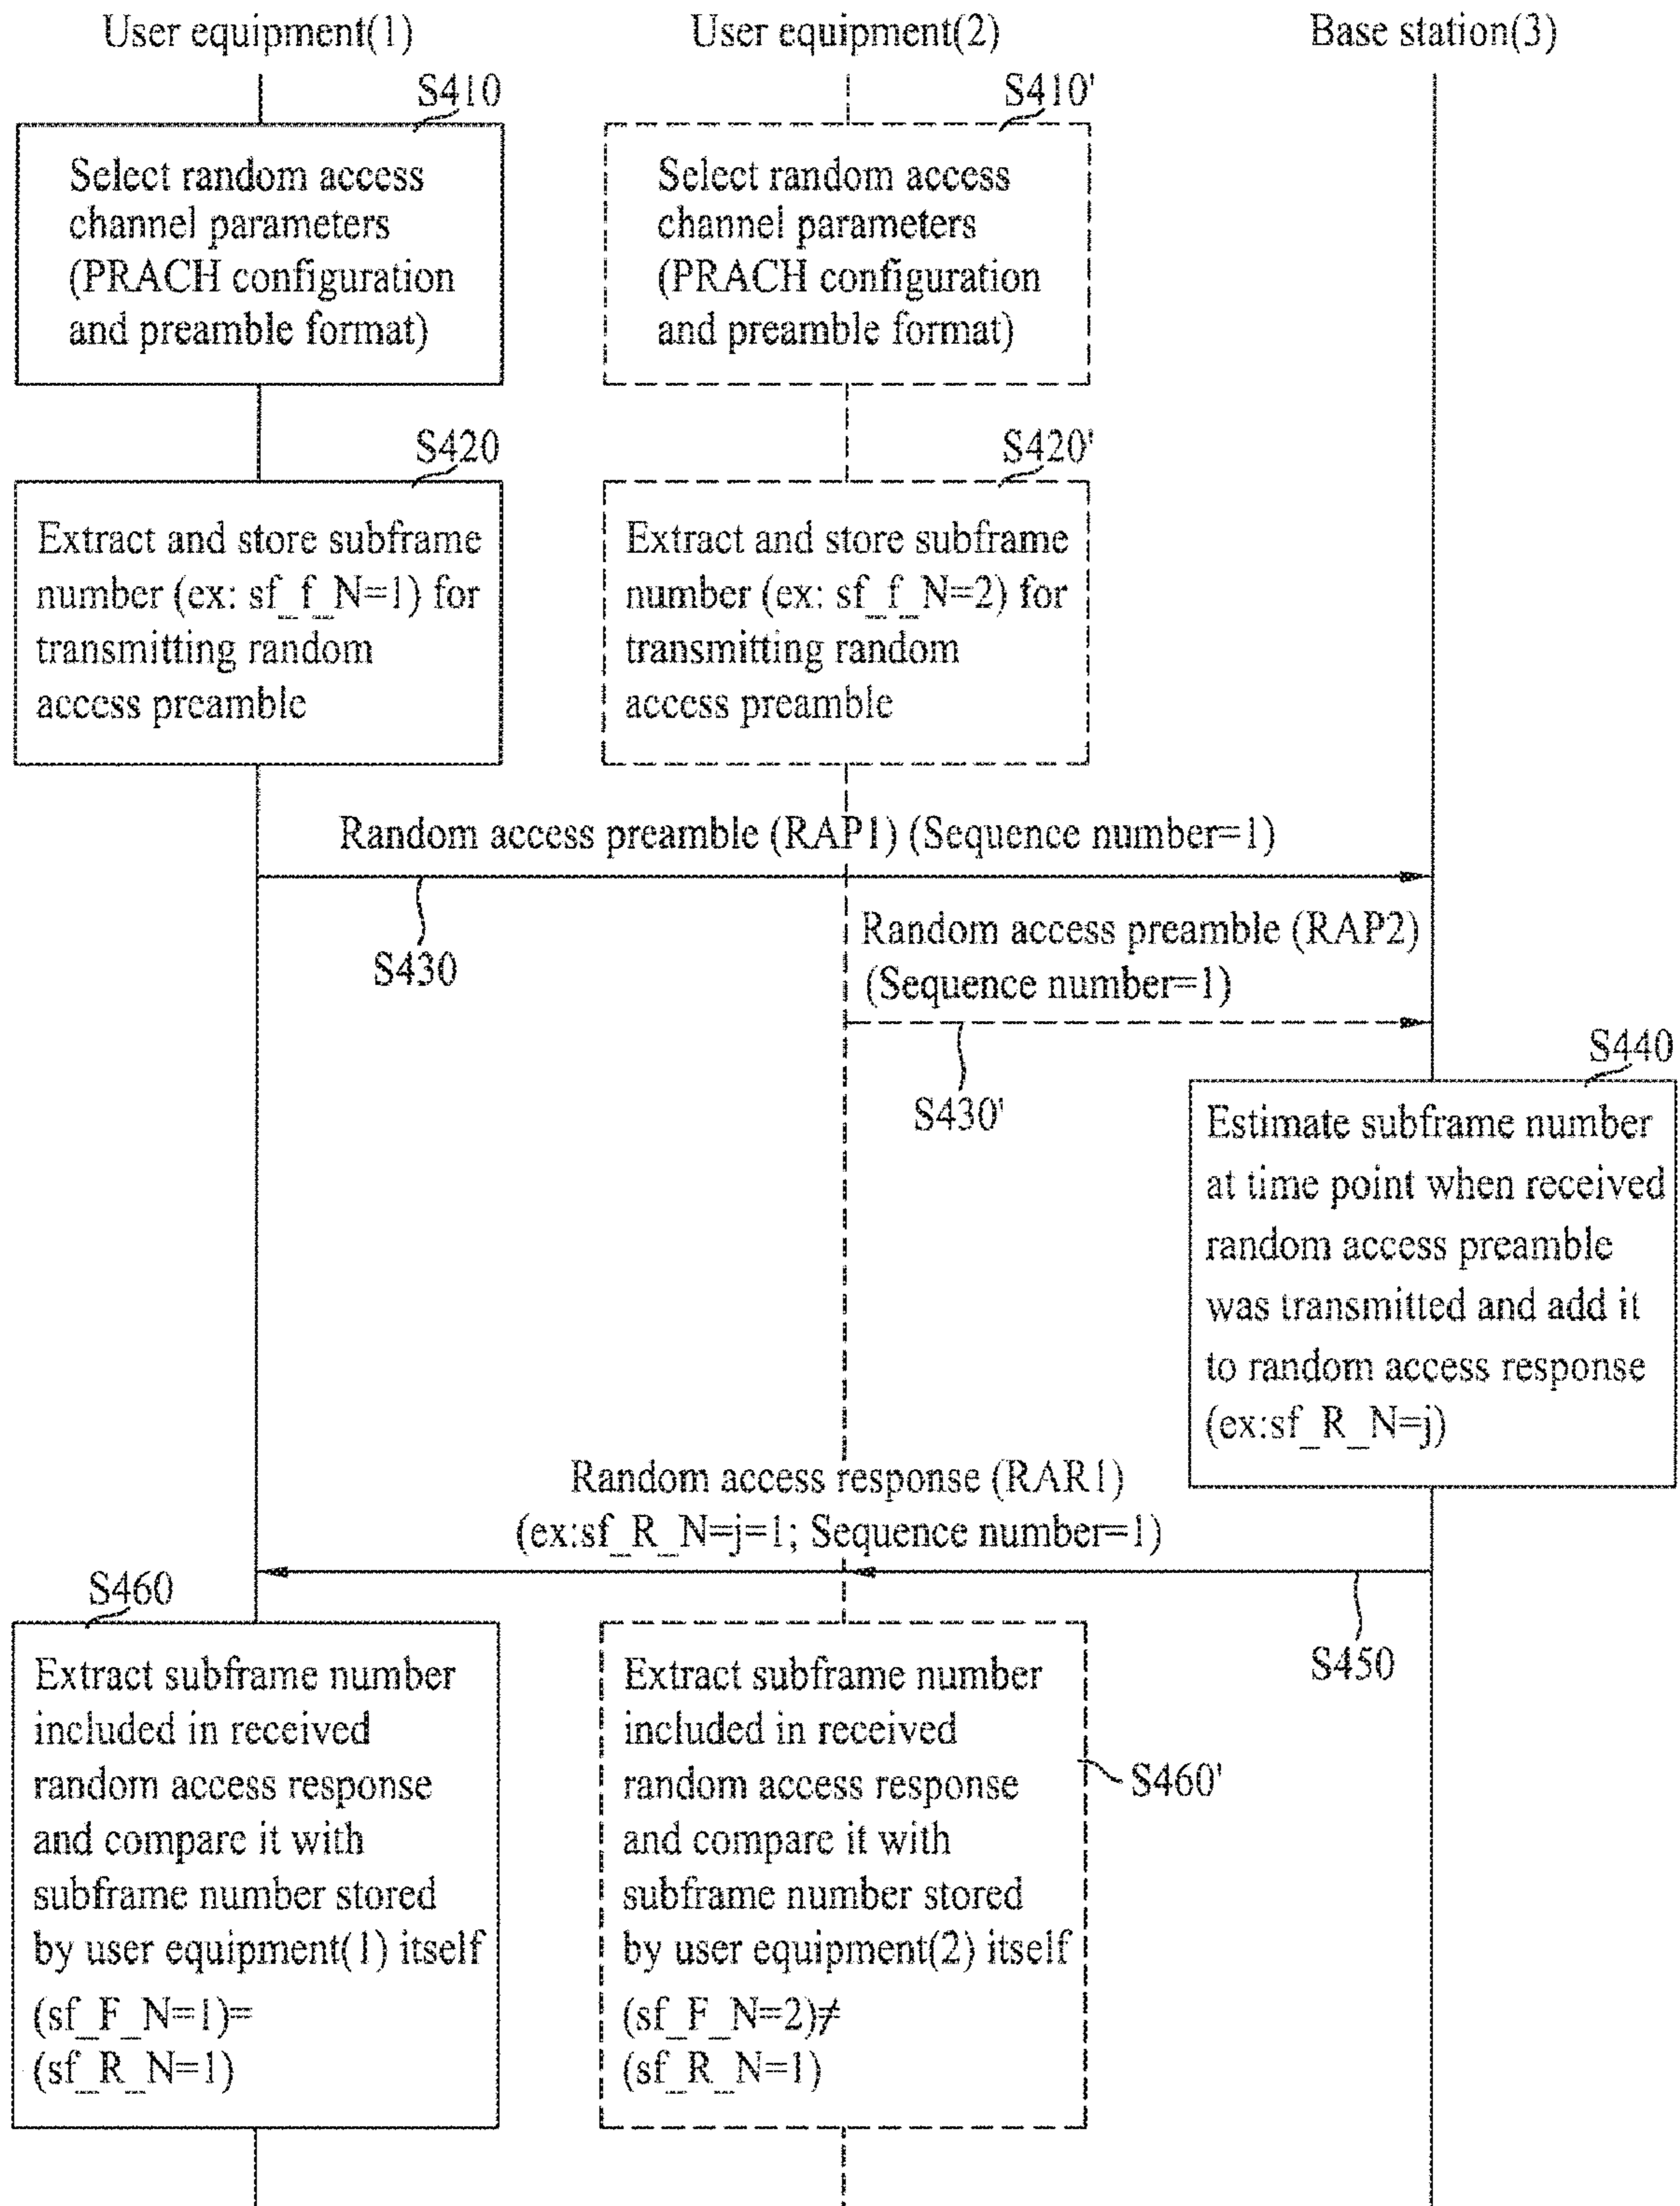 User equipment(1)
User equipment(2)
Base station(3)
S410
S410'
Select random access
channel parameters
(PRACH configuration
and preamble format)
Select random access
channel parameters
(PRACH configuration
and preamble format)
S420
S420'
Extract and store subframe
number (ex: sf_f_N=1) for
transmitting random
access preamble
Extract and store subframe
number (ex: sf_f_N=2) for
transmitting random
access preamble
Random access preamble (RAP1) (Sequence number=1)
S430
Random access preamble (RAP2)
(Sequence number=1)
S430'
S440
Estimate subframe number
at time point when received
random access preamble
was transmitted and add it
to random access response
(ex:sf_R_N=j)
Random access response (RAR1)
(ex:sf_R_N=j=1; Sequence number=1)
S450
S460
Extract subframe number
included in received
random access response
and compare it with
subframe number stored
by user equipment(1) itself
(sf_F_N=1)=
(sf_R_N=1)
Extract subframe number
included in received
random access response
and compare it with
subframe number stored
by user equipment(2) itself
(sf_F_N=2)≠
(sf_R_N=1)
S460'